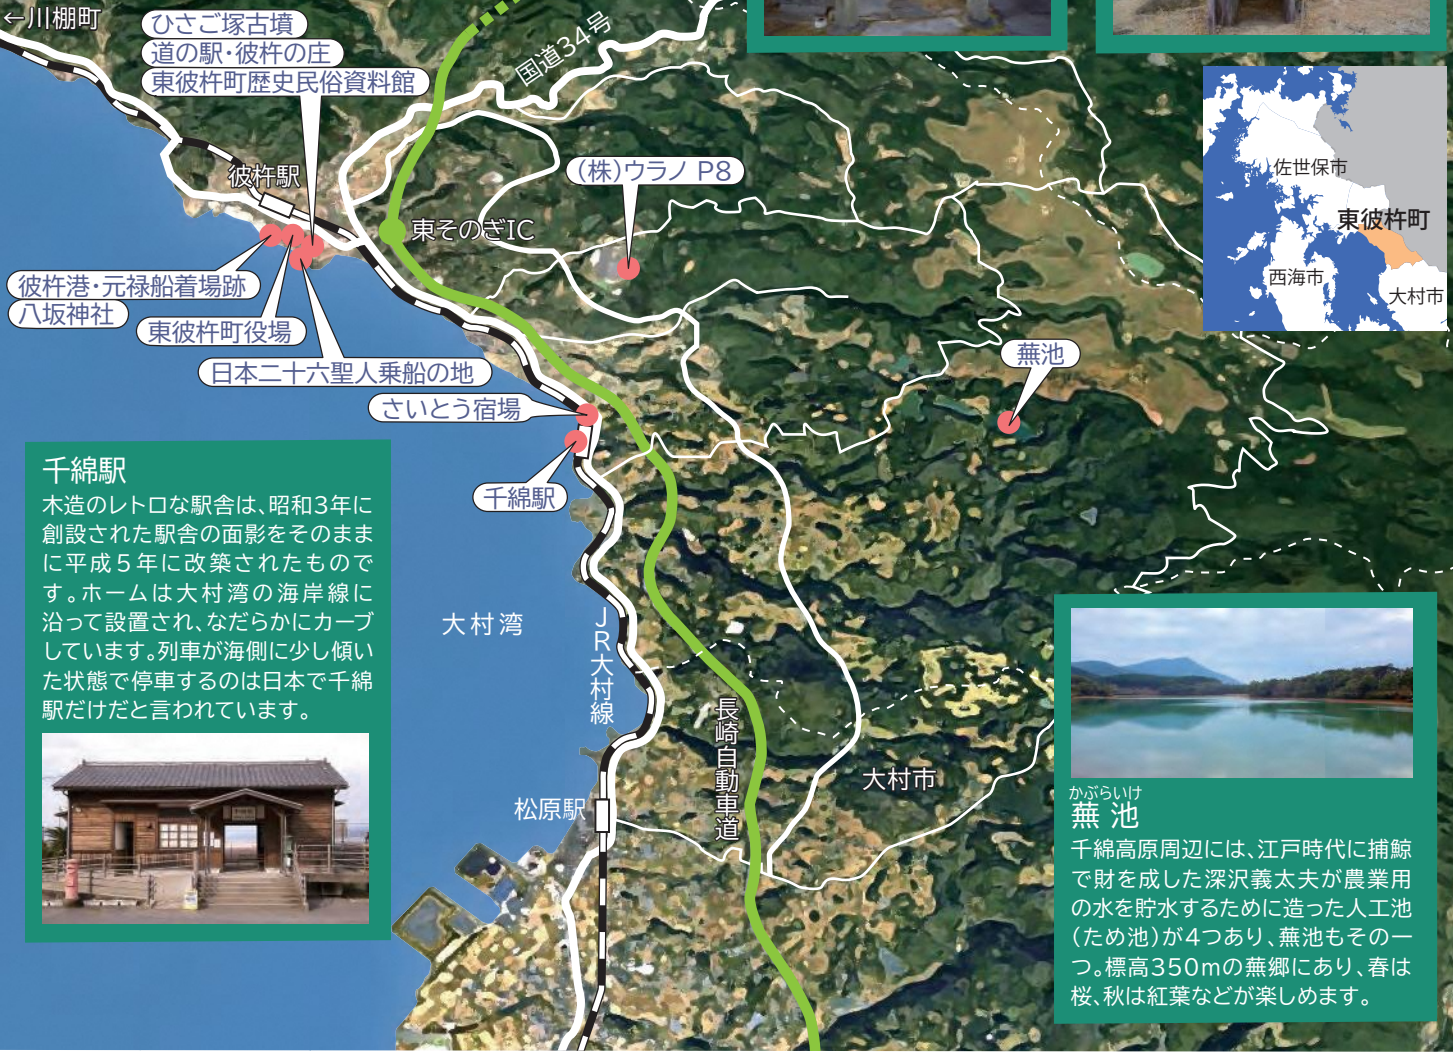 ←川棚町
ひさご塚古墳
道の駅・彼杵の庄
東彼杵町歴史民俗資料館
国道34号
彼杵駅
(株)ウラノ P8
東そのぎIC
佐世保市
東彼杵町
西海市
大村市
彼杵港・元禄船着場跡
八坂神社
東彼杵町役場
日本二十六聖人乗船の地
さいとう宿場
千綿駅
蕪池
千綿駅
木造のレトロな駅舎は、昭和3年に
創設された駅舎の面影をそのまま
に平成5年に改築されたもので
す。ホームは大村湾の海岸線に
沿って設置され、なだらかにカーブ
しています。列車が海側に少し傾い
た状態で停車するのは日本で千綿
駅だけだと言われています。
大村湾
JR大村線
長崎自動車道
大村市
松原駅
かぶらいけ
蕪池
千綿高原周辺には、江戸時代に捕鯨
で財を成した深沢義太夫が農業用
の水を貯水するために造った人工池
(ため池)が4つあり、蕪池もその一
つ。標高350mの蕪郷にあり、春は
桜、秋は紅葉などが楽しめます。